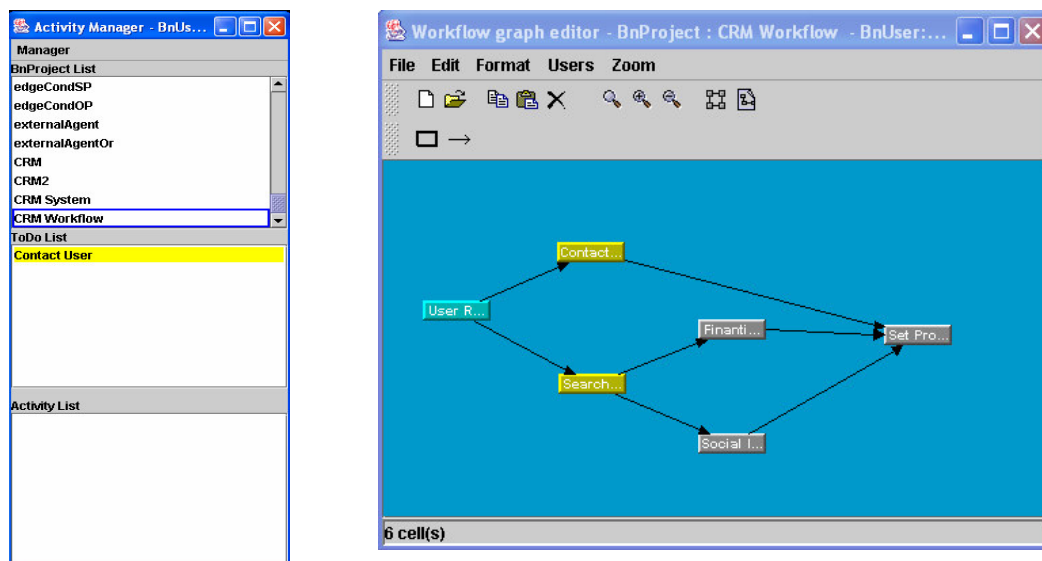 Activity Manager - BnUs...
Manager
BnProject List
edgeCondSP
edgeCondOP
externalAgent
externalAgentOr
CRM
CRM2
CRM System
CRM Workflow
ToDo List
Contact User
Activity List
Workflow graph editor - BnProject : CRM Workflow - BnUser:...
File Edit Format Users Zoom
Contact...
User R...
Finanti...
Set Pro...
Search...
Social I...
6 cell(s)